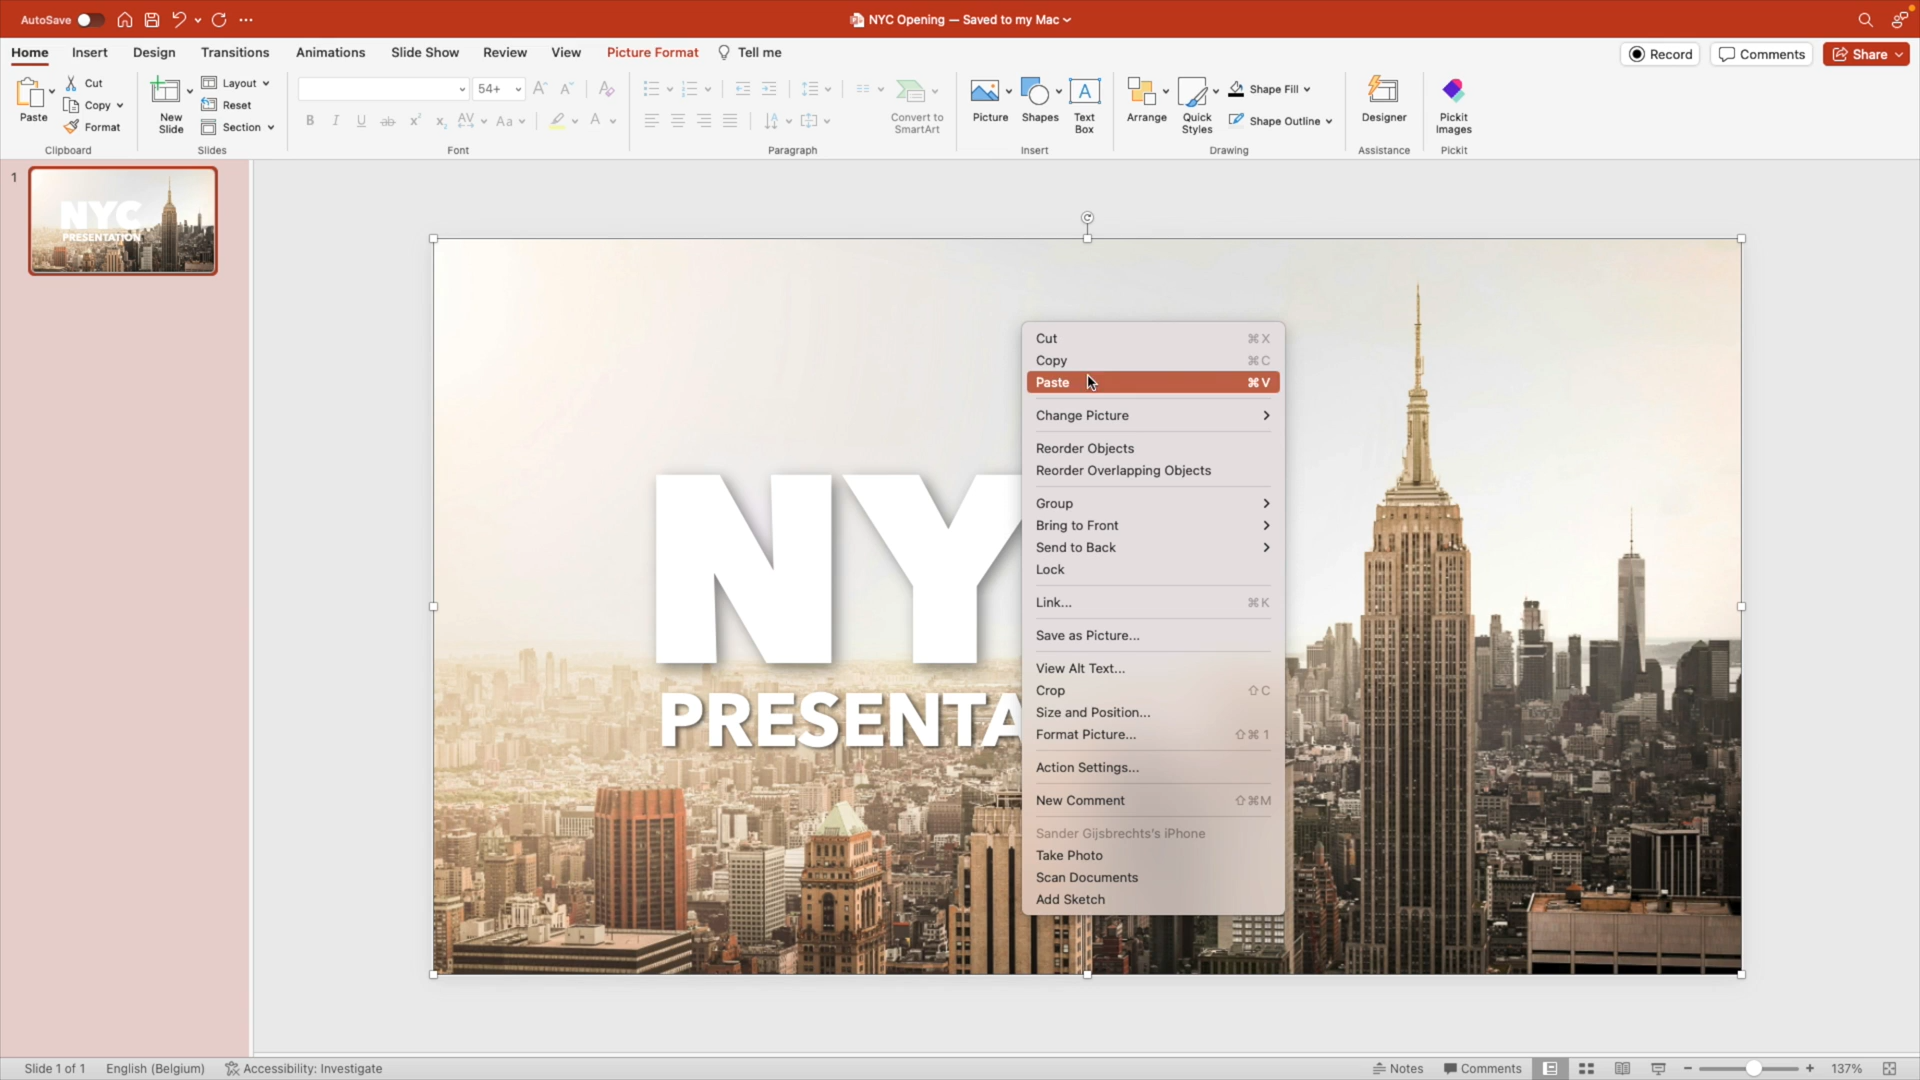 AutoSave
NYC Opening — Saved to my Mac
Home Insert Design Transitions Animations Slide Show Review View Picture Format Tell me
Record Comments Share
Paste
Cut
Copy
Format
Clipboard
New Slide
Layout
Reset
Section
Slides
54+
Font
Convert to SmartArt
Paragraph
Picture
Shapes
Text Box
Insert
Arrange
Quick Styles
Shape Fill
Shape Outline
Drawing
Designer
Assistance
Pickit Images
Pickit
1
NYC
PRESENTATION
NY
PRESENTA
Cut ⌘X
Copy ⌘C
Paste ⌘V
Change Picture
Reorder Objects
Reorder Overlapping Objects
Group
Bring to Front
Send to Back
Lock
Link... ⌘K
Save as Picture...
View Alt Text...
Crop ⇧C
Size and Position...
Format Picture... ⇧⌘1
Action Settings...
New Comment ⇧⌘M
Sander Gijsbrechts's iPhone
Take Photo
Scan Documents
Add Sketch
Slide 1 of 1 English (Belgium) Accessibility: Investigate
Notes Comments 137%